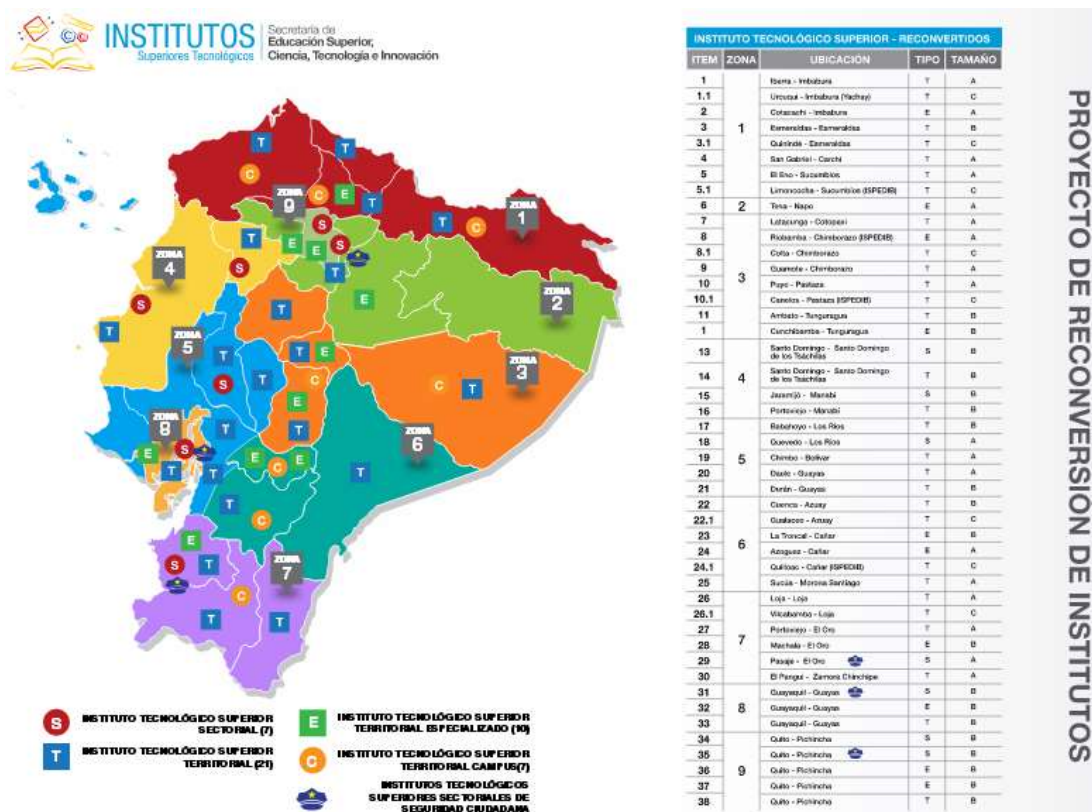 INSTITUTOS
Superiores Tecnológicos
Secretaría de
Educación Superior,
Ciencia, Tecnología e Innovación
ZONA
9
ZONA
1
ZONA
4
ZONA
2
ZONA
5
ZONA
3
ZONA
8
ZONA
6
ZONA
7
S INSTITUTO TECNOLÓGICO SUPERIOR
SECTORIAL (7)
T INSTITUTO TECNOLÓGICO SUPERIOR
TERRITORIAL (21)
E INSTITUTO TECNOLÓGICO SUPERIOR
TERRITORIAL ESPECIALIZADO (10)
C INSTITUTO TECNOLÓGICO SUPERIOR
TERRITORIAL CAMPUS(7)
INSTITUTOS TECNOLÓGICOS
SUPERIORES SECTORIALES DE
SEGURIDAD CIUDADANA
INSTITUTO TECNOLÓGICO SUPERIOR - RECONVERTIDOS
ITEM ZONA UBICACIÓN TIPO TAMAÑO
1 Ibarra - Imbabura T A
1.1 Urcuqui - Imbabura (Yachay) T C
2 Cotacachi - Imbabura E A
3 1 Esmeraldas - Esmeraldas T B
3.1 Quinindé - Esmeraldas T C
4 San Gabriel - Carchi T A
5 El Eno - Sucumbios T A
5.1 Limoncocha - Sucumbios (ISPEDIB) T C
6 2 Tena - Napo E A
7 Latacunga - Cotopaxi T A
8 Riobamba - Chimborazo (ISPEDIB) E A
8.1 Colta - Chimborazo T C
9 3 Guamote - Chimborazo T A
10 Puyo - Pastaza T A
10.1 Canelos - Pastaza (ISPEDIB) T C
11 Ambato - Tunguragua T B
1 Cunchibamba - Tunguragua E B
13 Santo Domingo - Santo Domingo
de los Tsáchilas S B
14 4 Santo Domingo - Santo Domingo
de los Tsáchilas T B
15 Jaramijó - Manabí S B
16 Portoviejo - Manabí T B
17 Babahoyo - Los Ríos T B
18 Quevedo - Los Ríos S A
19 5 Chimbo - Bolívar T A
20 Daule - Guayas T A
21 Durán - Guayas T B
22 Cuenca - Azuay T B
22.1 Gualaceo - Azuay T C
23 6 La Troncal - Cañar E B
24 Azogues - Cañar E A
24.1 Quilloac - Cañar (ISPEDIB) T C
25 Sucúa - Morona Santiago T A
26 Loja - Loja T A
26.1 Vilcabamba - Loja T C
27 7 Portoviejo - El Oro T A
28 Machala - El Oro E B
29 Pasaje - El Oro S A
30 El Pangui - Zamora Chinchipe T A
31 Guayaquil - Guayas S B
32 8 Guayaquil - Guayas E B
33 Guayaquil - Guayas T B
34 Quito - Pichincha S B
35 Quito - Pichincha S B
36 9 Quito - Pichincha E B
37 Quito - Pichincha E B
38 Quito - Pichincha T B
PROYECTO DE RECONVERSION DE INSTITUTOS